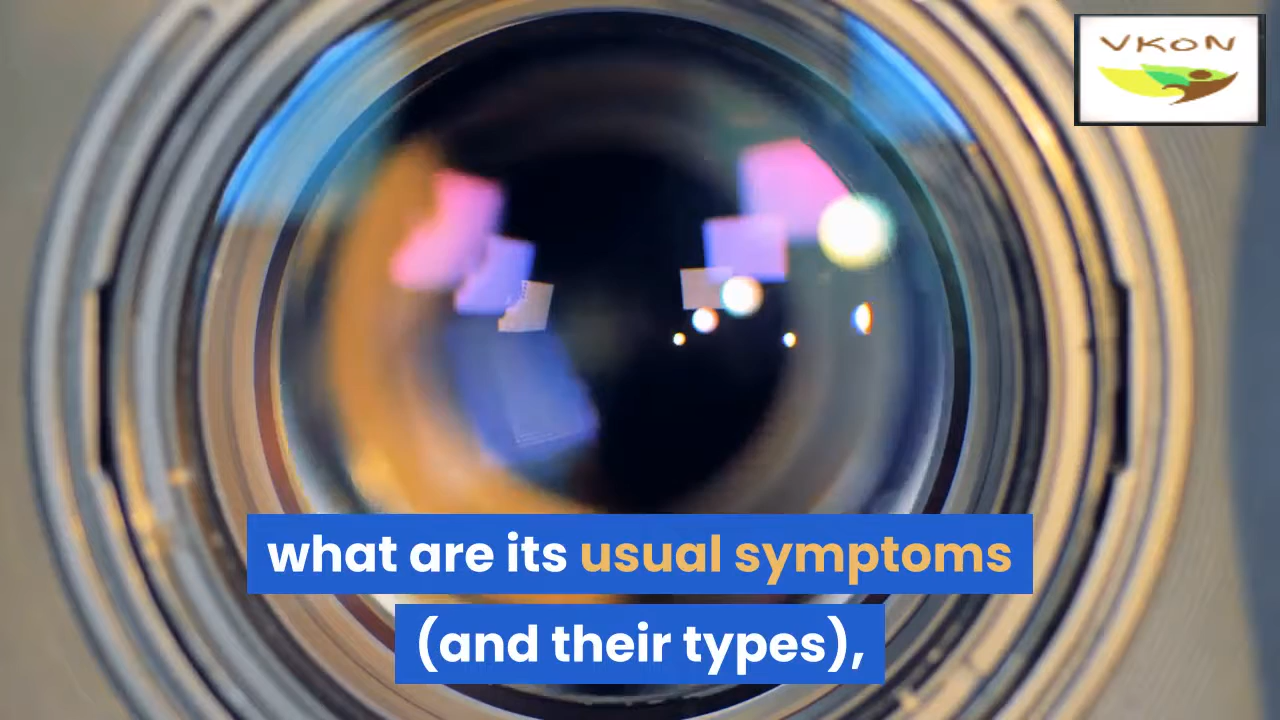 VKON
what are its usual symptoms
(and their types),